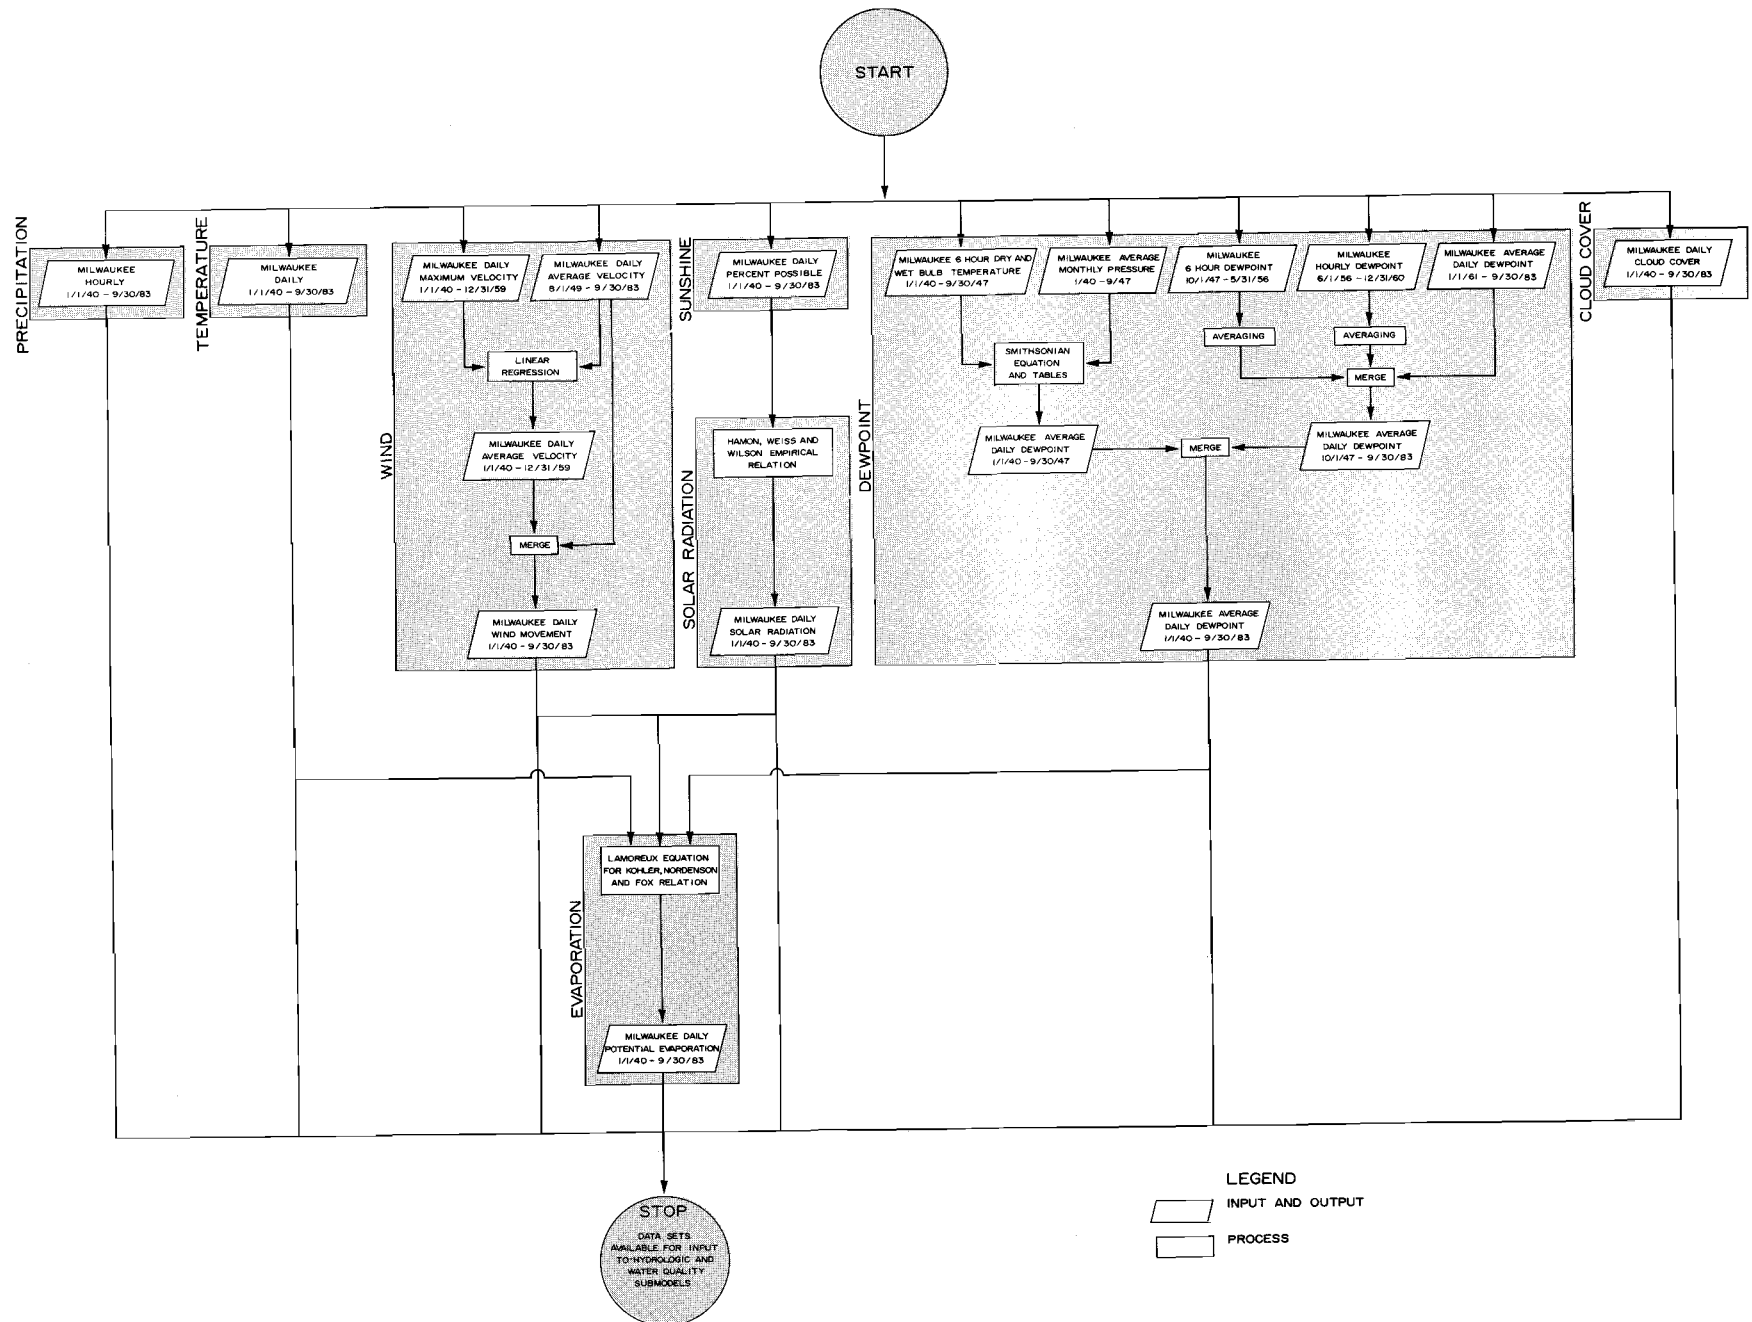 START
PRECIPITATION
MILWAUKEE
HOURLY
1/1/40 - 9/30/83
TEMPERATURE
MILWAUKEE
DAILY
1/1/40 - 9/30/83
WIND
MILWAUKEE DAILY
MAXIMUM VELOCITY
1/1/40 - 12/31/59
MILWAUKEE DAILY
AVERAGE VELOCITY
8/1/49 - 9/30/83
LINEAR
REGRESSION
MILWAUKEE DAILY
AVERAGE VELOCITY
1/1/40 - 12/31/59
MERGE
MILWAUKEE DAILY
WIND MOVEMENT
1/1/40 - 9/30/83
SUNSHINE
MILWAUKEE DAILY
PERCENT POSSIBLE
1/1/40 - 9/30/83
SOLAR RADIATION
HAMON, WEISS AND
WILSON EMPIRICAL
RELATION
MILWAUKEE DAILY
SOLAR RADIATION
1/1/40 - 9/30/83
DEWPOINT
MILWAUKEE 6 HOUR DRY AND
WET BULB TEMPERATURE
1/1/40 - 9/30/47
MILWAUKEE AVERAGE
MONTHLY PRESSURE
1/40 - 9/47
MILWAUKEE
6 HOUR DEWPOINT
10/1/47 - 5/31/56
MILWAUKEE
HOURLY DEWPOINT
6/1/56 - 12/31/60
MILWAUKEE AVERAGE
DAILY DEWPOINT
1/1/61 - 9/30/83
SMITHSONIAN
EQUATION
AND TABLES
AVERAGING
AVERAGING
MERGE
MILWAUKEE AVERAGE
DAILY DEWPOINT
1/1/40 - 9/30/47
MERGE
MILWAUKEE AVERAGE
DAILY DEWPOINT
10/1/47 - 9/30/83
MILWAUKEE AVERAGE
DAILY DEWPOINT
1/1/40 - 9/30/83
CLOUD COVER
MILWAUKEE DAILY
CLOUD COVER
1/1/40 - 9/30/83
EVAPORATION
LAMOREUX EQUATION
FOR KOHLER, NORDENSON
AND FOX RELATION
MILWAUKEE DAILY
POTENTIAL EVAPORATION
1/1/40 - 9/30/83
STOP
DATA SETS
AVAILABLE FOR INPUT
TO HYDROLOGIC AND
WATER QUALITY
SUBMODELS
LEGEND
INPUT AND OUTPUT
PROCESS